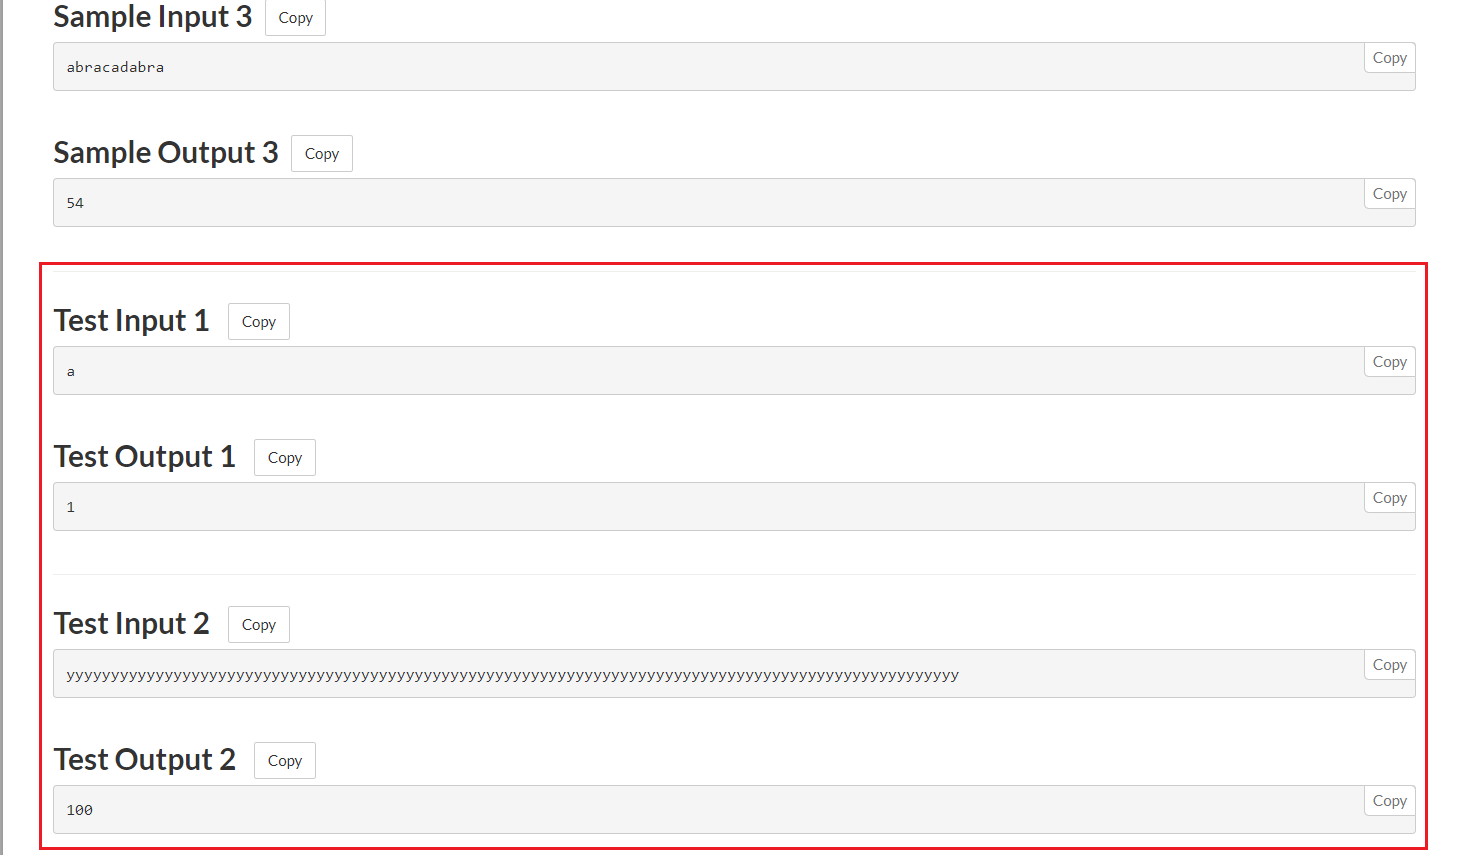 Sample Input 3 Copy
abracadabra Copy
Sample Output 3 Copy
54 Copy
Test Input 1 Copy
a Copy
Test Output 1 Copy
1 Copy
Test Input 2 Copy
yyyyyyyyyyyyyyyyyyyyyyyyyyyyyyyyyyyyyyyyyyyyyyyyyyyyyyyyyyyyyyyyyyyyyyyyyyyyyyyyyyyyyyyyyyyyyyyyyyyy Copy
Test Output 2 Copy
100 Copy